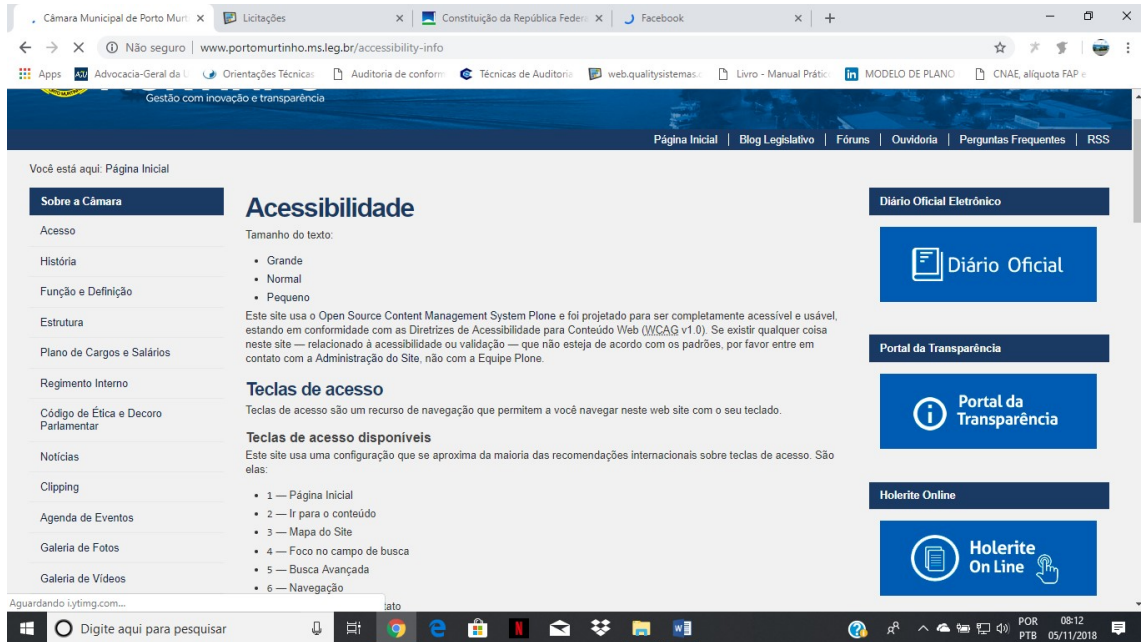 Câmara Municipal de Porto Murti
Licitações
Constituição da República Feder
Facebook
Não seguro
www.portomurtinho.ms.leg.br/accessibility-info
Apps
Advocacia-Geral da U
Orientações Técnicas
Auditoria de conform
Técnicas de Auditoria
web.qualitysistemas.c
Livro - Manual Prátic
MODELO DE PLANO
CNAE, alíquota FAP e
Gestão com inovação e transparência
Página Inicial | Blog Legislativo | Fóruns | Ouvidoria | Perguntas Frequentes | RSS
Você está aqui: Página Inicial
Sobre a Câmara
Acesso
História
Função e Definição
Estrutura
Plano de Cargos e Salários
Regimento Interno
Código de Ética e Decoro
Parlamentar
Notícias
Clipping
Agenda de Eventos
Galeria de Fotos
Galeria de Vídeos
Acessibilidade
Tamanho do texto:
• Grande
• Normal
• Pequeno
Este site usa o Open Source Content Management System Plone e foi projetado para ser completamente acessível e usável,
estando em conformidade com as Diretrizes de Acessibilidade para Conteúdo Web (WCAG v1.0). Se existir qualquer coisa
neste site — relacionado à acessibilidade ou validação — que não esteja de acordo com os padrões, por favor entre em
contato com a Administração do Site, não com a Equipe Plone.
Teclas de acesso
Teclas de acesso são um recurso de navegação que permitem a você navegar neste web site com o seu teclado.
Teclas de acesso disponíveis
Este site usa uma configuração que se aproxima da maioria das recomendações internacionais sobre teclas de acesso. São
elas:
• 1 — Página Inicial
• 2 — Ir para o conteúdo
• 3 — Mapa do Site
• 4 — Foco no campo de busca
• 5 — Busca Avançada
• 6 — Navegação
Diário Oficial Eletrônico
Diário Oficial
Portal da Transparência
Portal da
Transparência
Holerite Online
Holerite
On Line
Aguardando i.ytimg.com...
Digite aqui para pesquisar
POR
PTB
08:12
05/11/2018